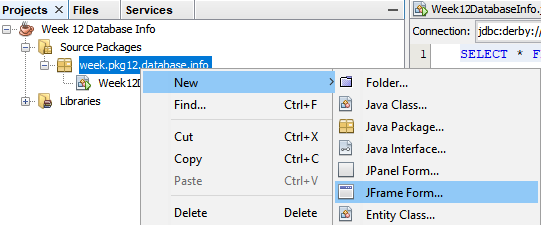 Projects × Files Services
Week 12 Database Info
Source Packages
week.pkg12.database.info
Week12D
Libraries
New
Find... Ctrl+F
Cut Ctrl+X
Copy Ctrl+C
Paste Ctrl+V
Delete Delete
Folder...
Java Class...
Java Package...
Java Interface...
JPanel Form...
JFrame Form...
Entity Class...
Week12DatabaseInfo.j
Connection: jdbc:derby://
1 SELECT * F